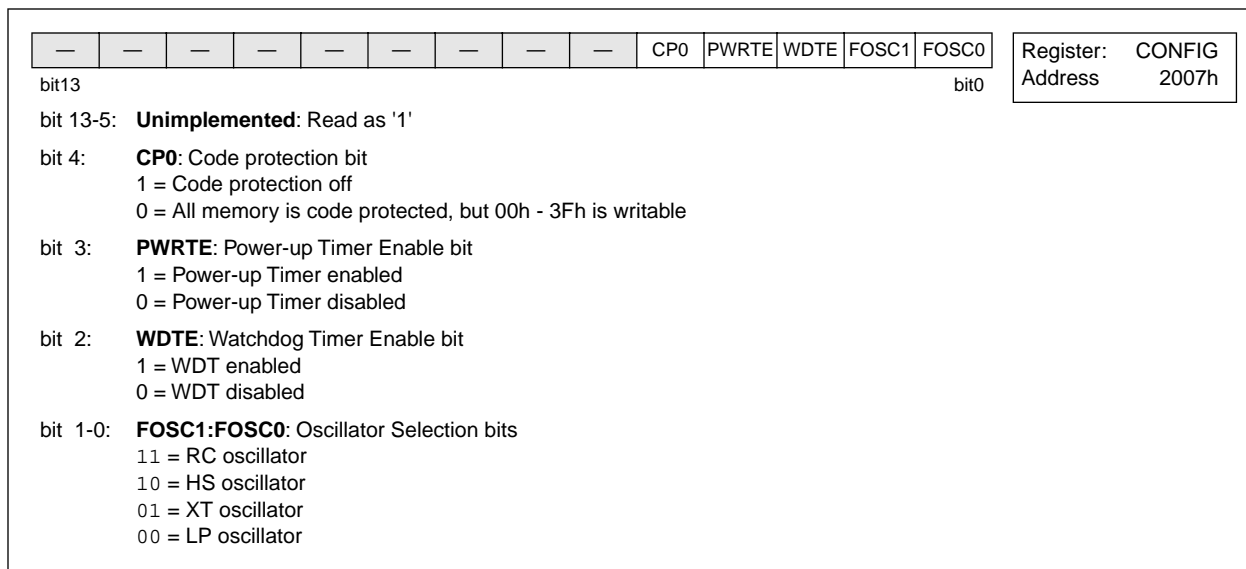 — — — — — — — — — CP0 PWRTE WDTE FOSC1 FOSC0
bit13 bit0
Register: CONFIG
Address 2007h
bit 13-5: Unimplemented: Read as '1'
bit 4: CP0: Code protection bit
1 = Code protection off
0 = All memory is code protected, but 00h - 3Fh is writable
bit 3: PWRTE: Power-up Timer Enable bit
1 = Power-up Timer enabled
0 = Power-up Timer disabled
bit 2: WDTE: Watchdog Timer Enable bit
1 = WDT enabled
0 = WDT disabled
bit 1-0: FOSC1:FOSC0: Oscillator Selection bits
11 = RC oscillator
10 = HS oscillator
01 = XT oscillator
00 = LP oscillator